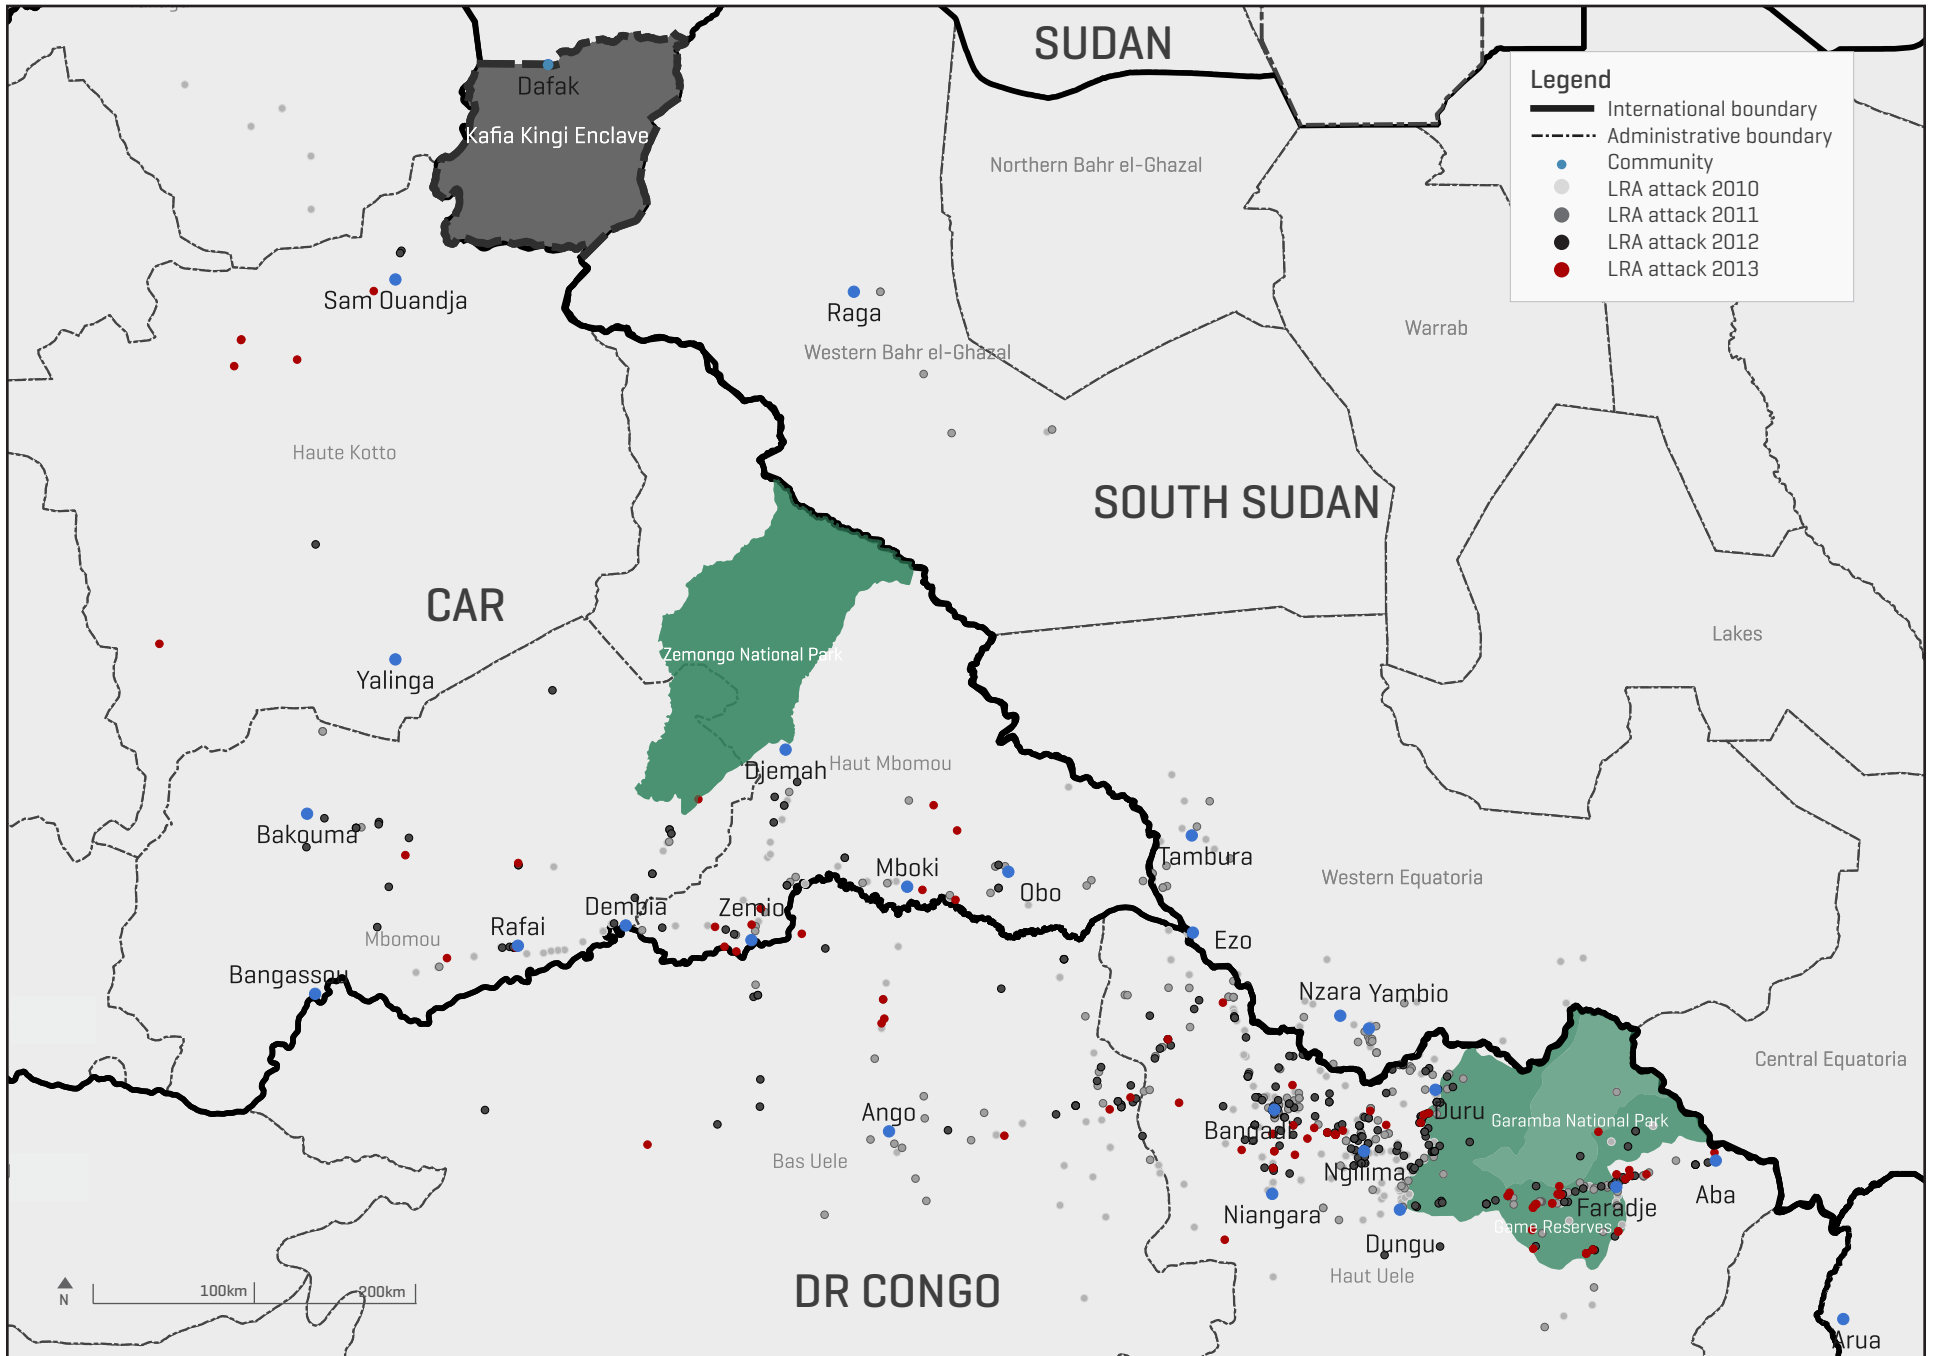 SUDAN
Legend
International boundary
Administrative boundary
Community
LRA attack 2010
LRA attack 2011
LRA attack 2012
LRA attack 2013
Dafak
Kafia Kingi Enclave
Northern Bahr el-Ghazal
Sam Ouandja
Raga
Warrab
Western Bahr el-Ghazal
Haute Kotto
SOUTH SUDAN
CAR
Lakes
Zemongo National Park
Yalinga
Djemah
Haut Mbomou
Bakouma
Tambura
Mboki
Western Equatoria
Obo
Dembia
Zemio
Rafai
Mbomou
Ezo
Bangassou
Nzara
Yambio
Central Equatoria
Ango
Duru
Garamba National Park
Bangadi
Bas Uele
Ngilima
Aba
Niangara
Faradje
Game Reserves
Dungu
Haut Uele
DR CONGO
N
100km
200km
Arua